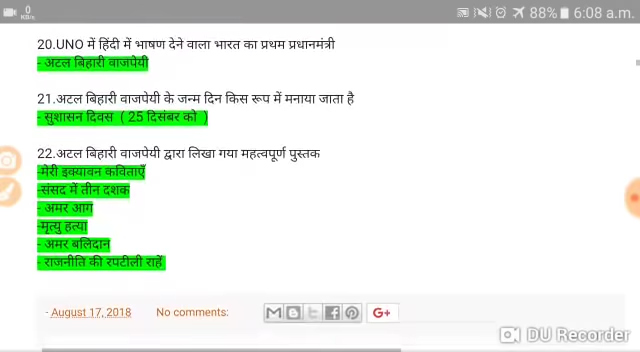 0
KB/s
88% 6:08 a.m.
20.UNO में हिंदी में भाषण देने वाला भारत का प्रथम प्रधानमंत्री
- अटल बिहारी वाजपेयी
21.अटल बिहारी वाजपेयी के जन्म दिन किस रूप में मनाया जाता है
- सुशासन दिवस ( 25 दिसंबर को )
22.अटल बिहारी वाजपेयी द्वारा लिखा गया महत्वपूर्ण पुस्तक
-मेरी इक्यावन कविताएँ
-संसद में तीन दशक
- अमर आग
-मृत्यु हत्या
- अमर बलिदान
- राजनीति की रपटीली राहें
- August 17, 2018 No comments: G+
DU Recorder